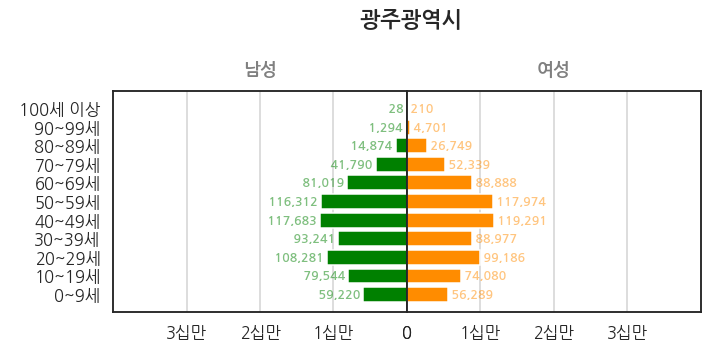 광주광역시
남성 여성
100세 이상 28 210
90~99세 1,294 4,701
80~89세 14,874 26,749
70~79세 41,790 52,339
60~69세 81,019 88,888
50~59세 116,312 117,974
40~49세 117,683 119,291
30~39세 93,241 88,977
20~29세 108,281 99,186
10~19세 79,544 74,080
0~9세 59,220 56,289
3십만 2십만 1십만 0 1십만 2십만 3십만